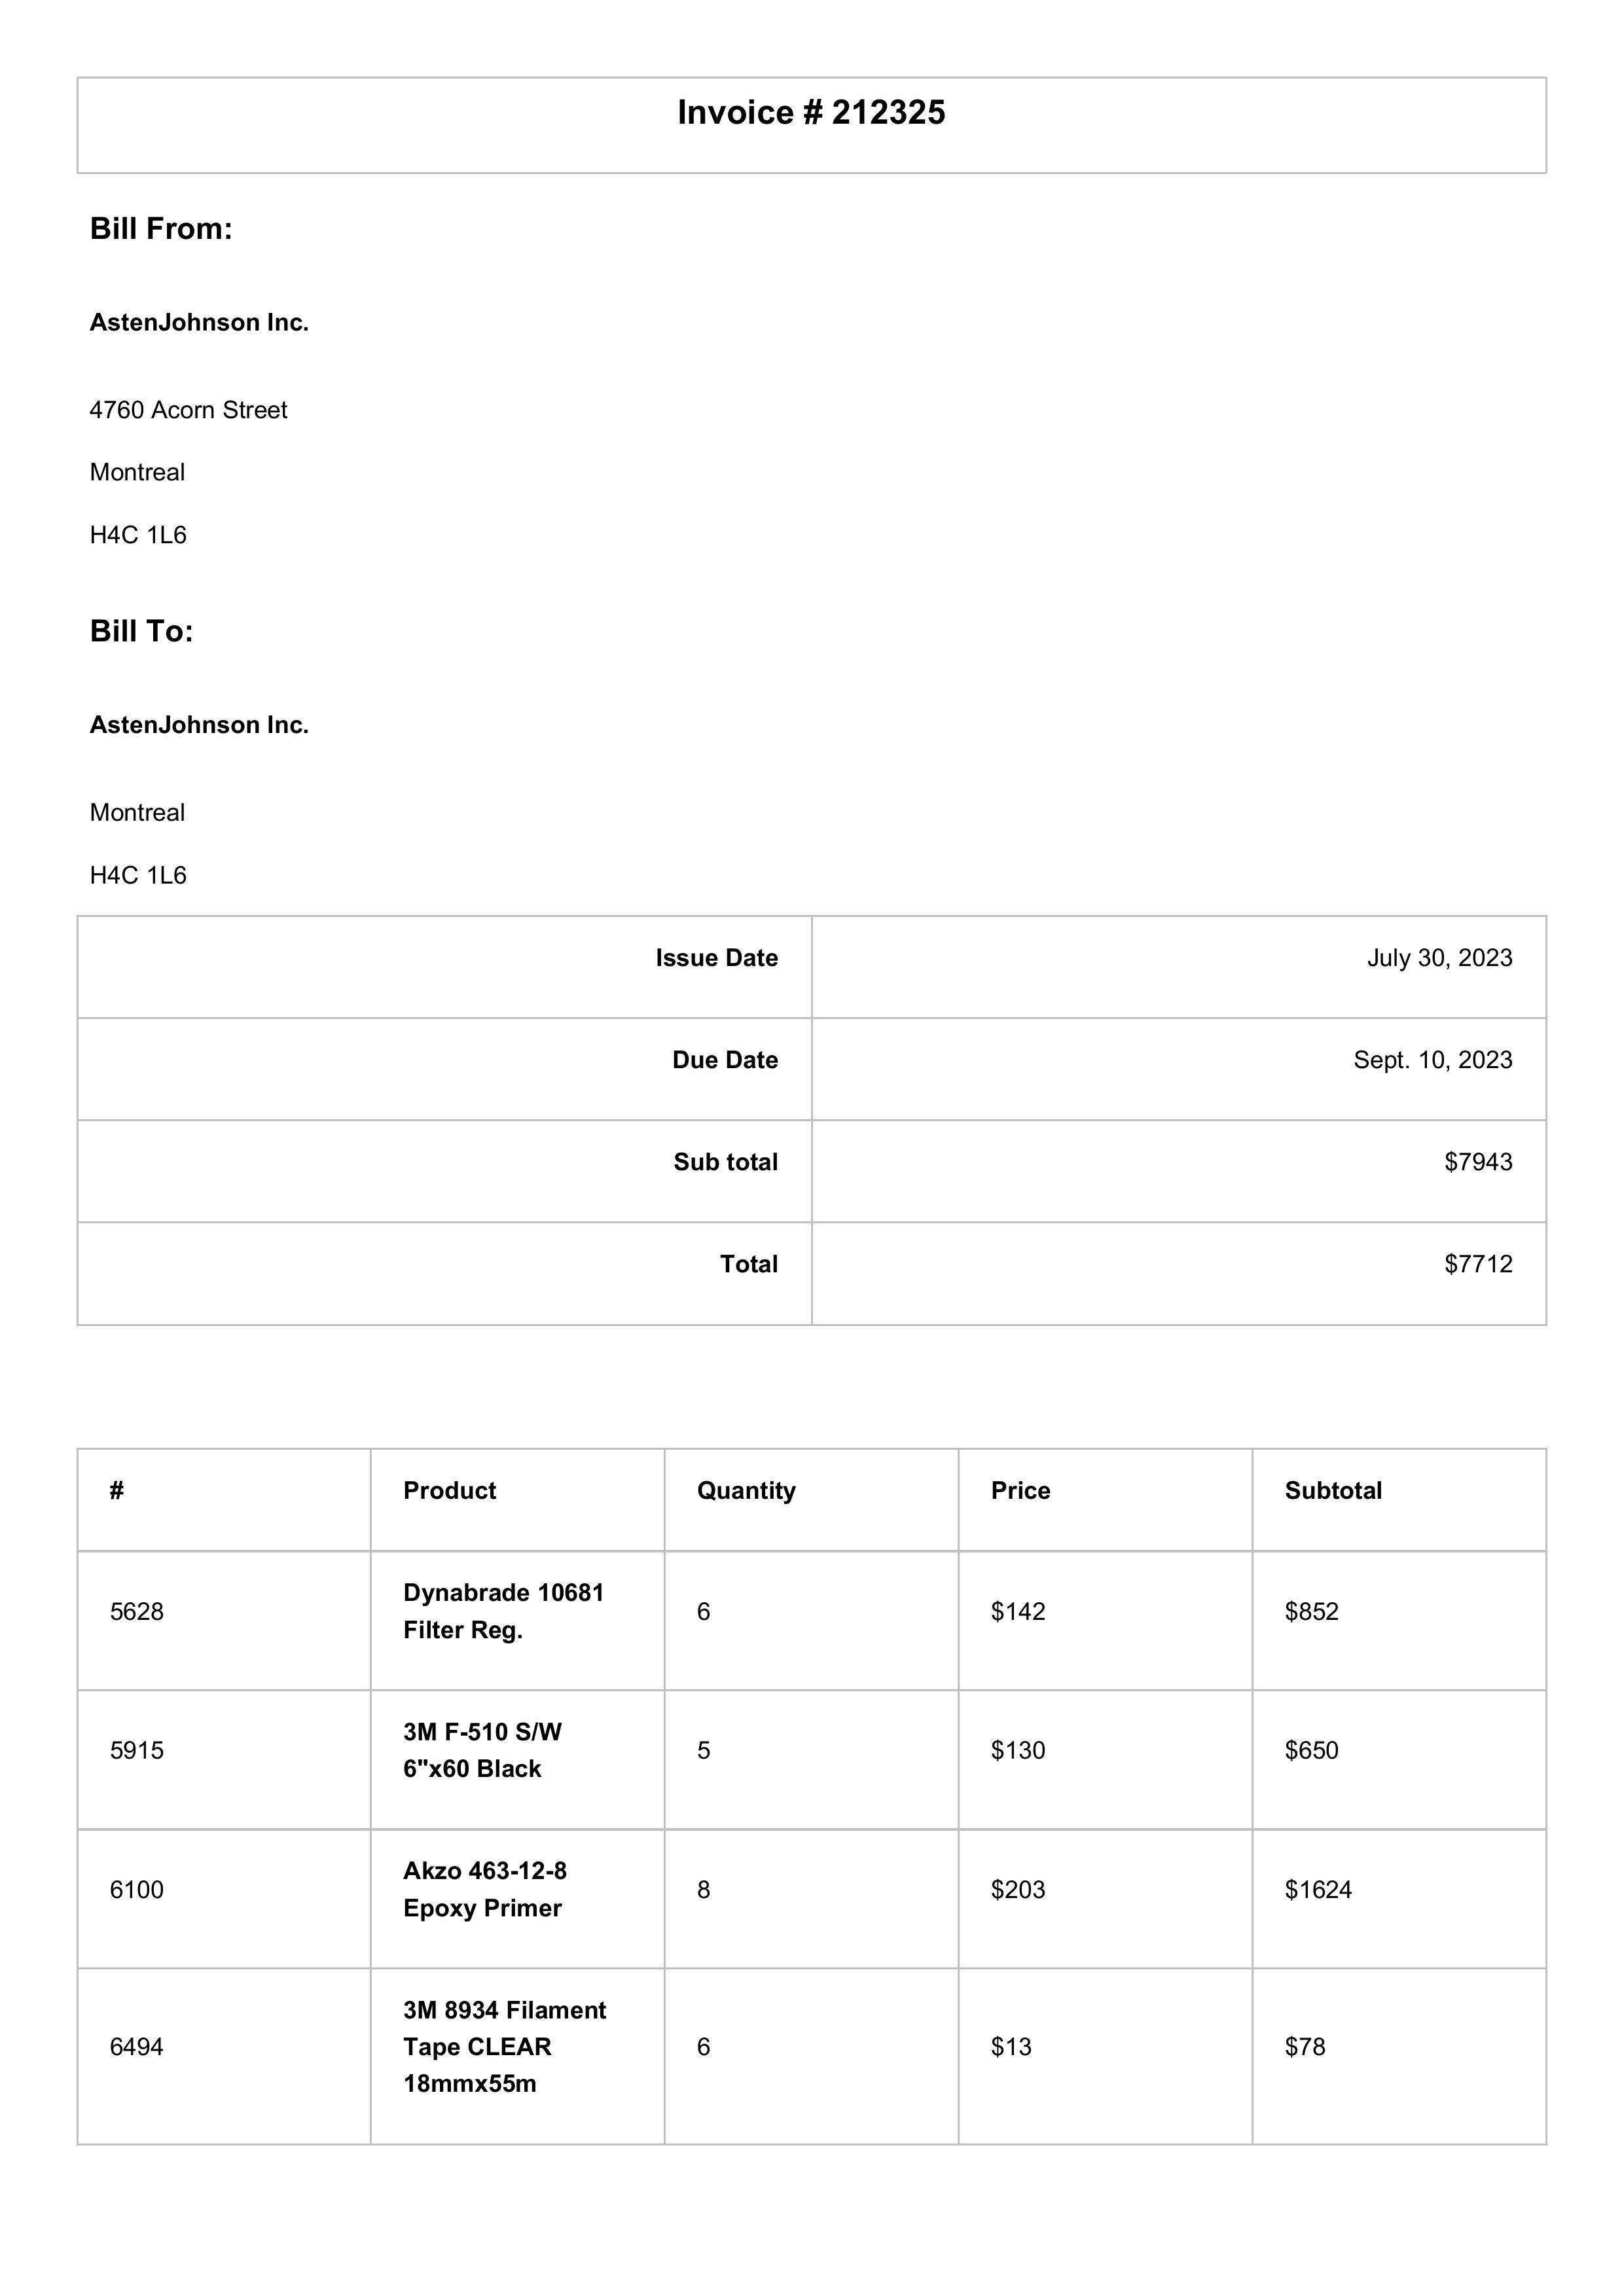 Invoice # 212325
Bill From:
AstenJohnson Inc.
4760 Acorn Street
Montreal
H4C 1L6
Bill To:
AstenJohnson Inc.
Montreal
H4C 1L6
Issue Date July 30, 2023
Due Date Sept. 10, 2023
Sub total $7943
Total $7712
# Product Quantity Price Subtotal
5628 Dynabrade 10681 6 $142 $852
Filter Reg.
5915 3M F-510 S/W 5 $130 $650
6"x60 Black
6100 Akzo 463-12-8 8 $203 $1624
Epoxy Primer
3M 8934 Filament
6494 Tape CLEAR 6 $13 $78
18mmx55m